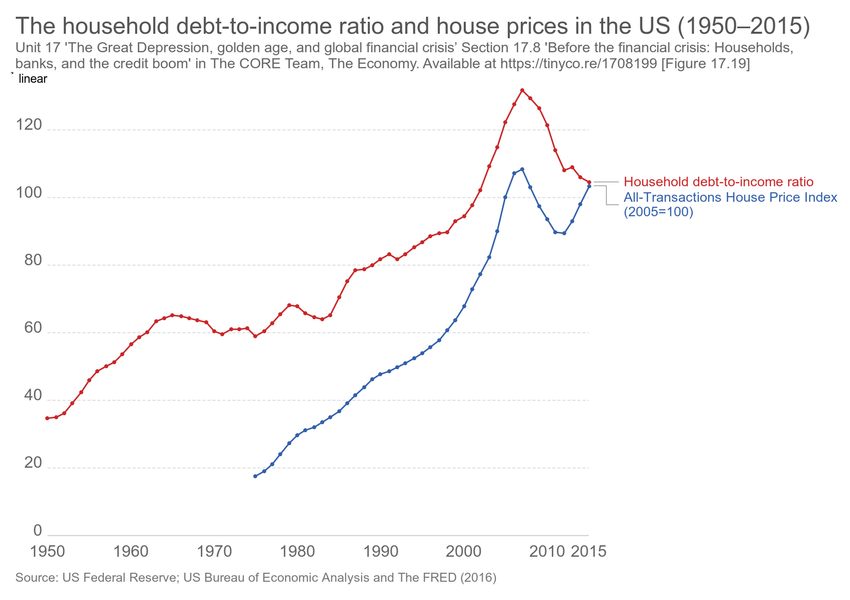 The household debt-to-income ratio and house prices in the US (1950–2015)
Unit 17 'The Great Depression, golden age, and global financial crisis’ Section 17.8 'Before the financial crisis: Households,
banks, and the credit boom' in The CORE Team, The Economy. Available at https://tinyco.re/1708199 [Figure 17.19]
linear
120
100
80
60
40
20
0
Household debt-to-income ratio
All-Transactions House Price Index
(2005=100)
1950 1960 1970 1980 1990 2000 2010 2015
Source: US Federal Reserve; US Bureau of Economic Analysis and The FRED (2016)